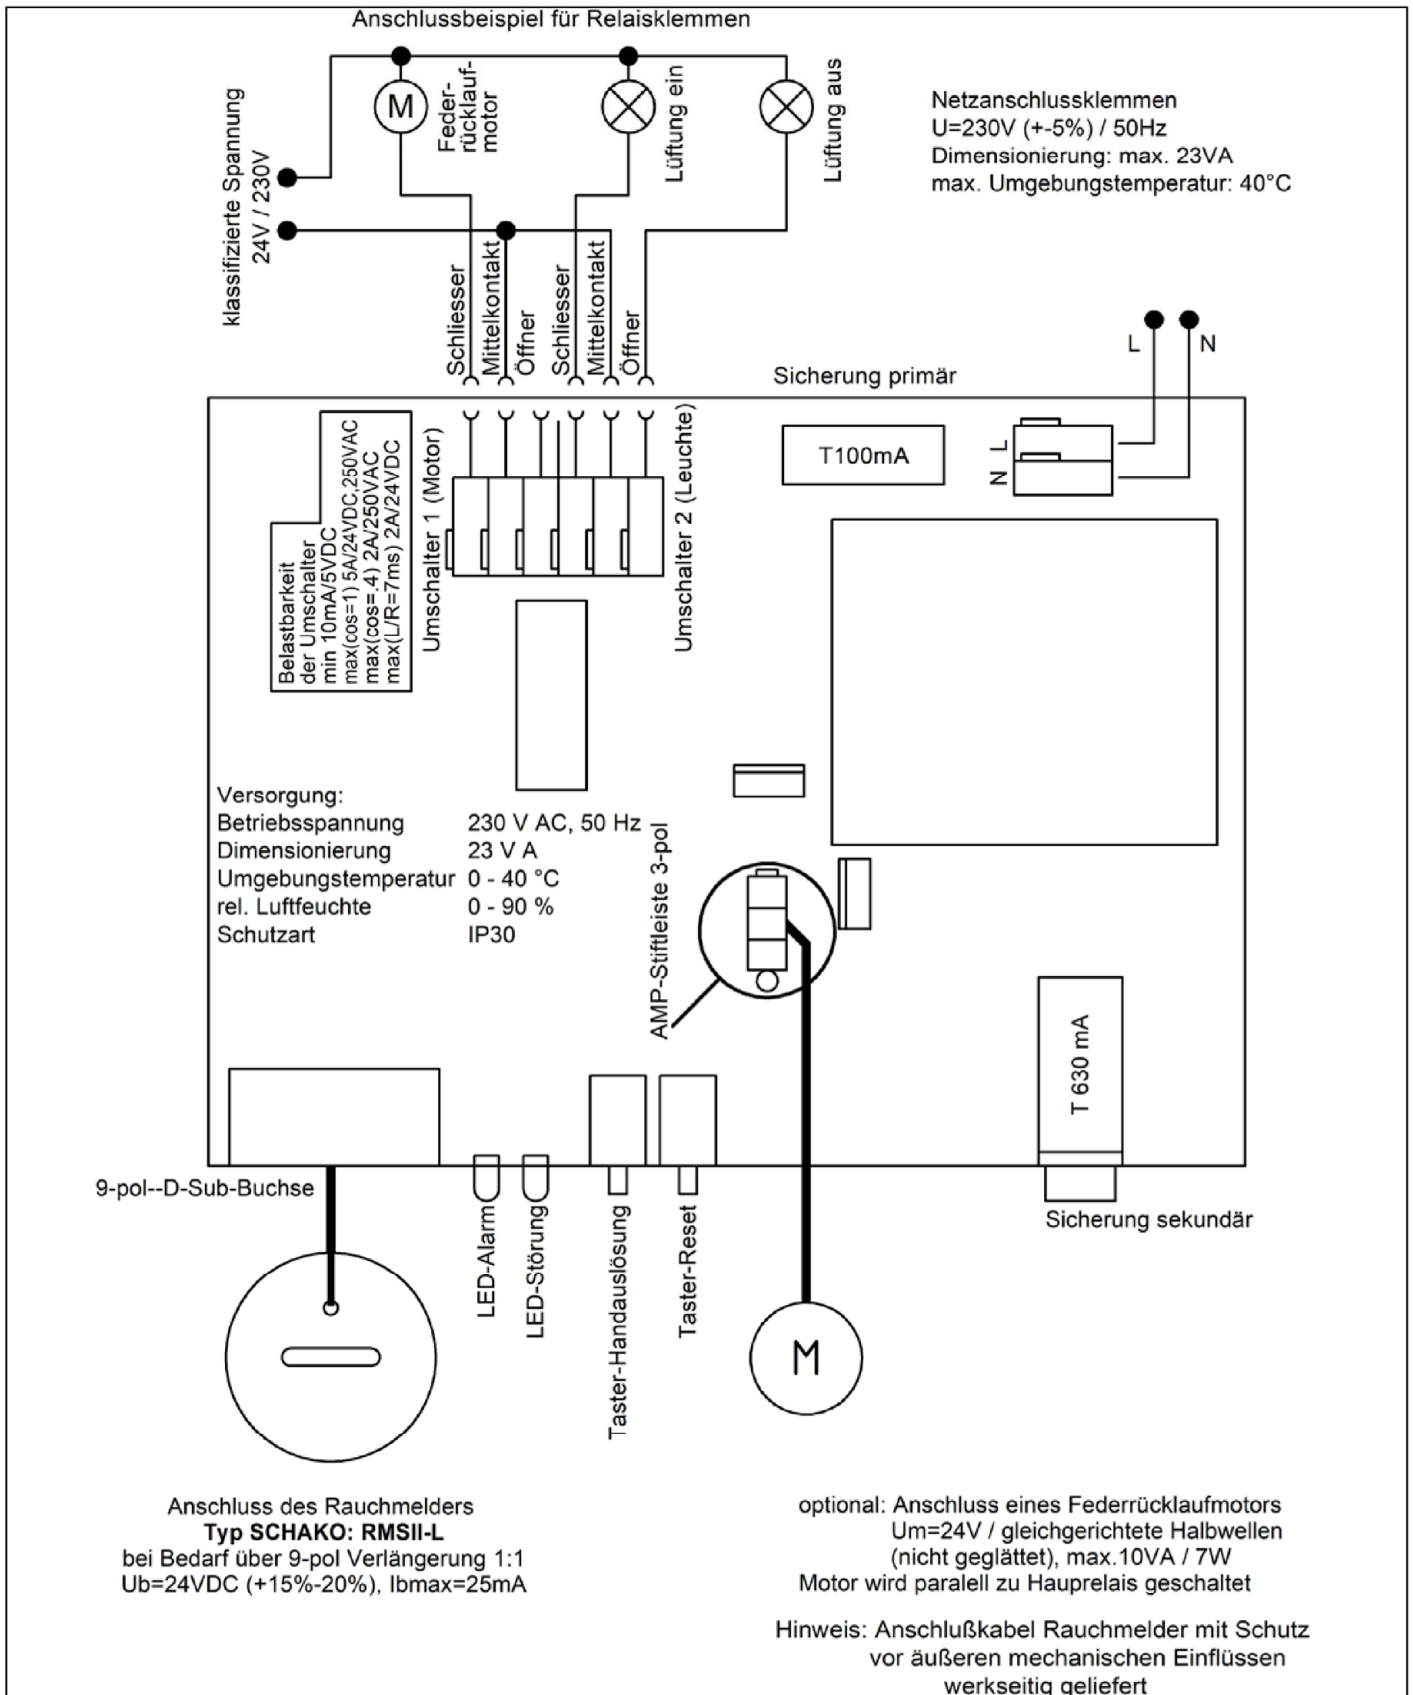 Anschlussbeispiel für Relaisklemmen
klassifizierte Spannung
24V / 230V
M
Feder-
rücklauf-
motor
Lüftung ein
Lüftung aus
Netzanschlussklemmen
U=230V (+-5%) / 50Hz
Dimensionierung: max. 23VA
max. Umgebungstemperatur: 40°C
Schliesser
Mittelkontakt
Öffner
Schliesser
Mittelkontakt
Öffner
L
N
Sicherung primär
Belastbarkeit
der Umschalter
min 10mA/5VDC
max(cos=1) 5A/24VDC,250VAC
max(cos=.4) 2A/250VAC
max(L/R=7ms) 2A/24VDC
Umschalter 1 (Motor)
Umschalter 2 (Leuchte)
T100mA
L
N
Versorgung:
Betriebsspannung 230 V AC, 50 Hz
Dimensionierung 23 V A
Umgebungstemperatur 0 - 40 °C
rel. Luftfeuchte 0 - 90 %
Schutzart IP30
AMP-Stiftleiste 3-pol
T 630 mA
9-pol--D-Sub-Buchse
LED-Alarm
LED-Störung
Taster-Handauslösung
Taster-Reset
Sicherung sekundär
M
Anschluss des Rauchmelders
Typ SCHAKO: RMSII-L
bei Bedarf über 9-pol Verlängerung 1:1
Ub=24VDC (+15%-20%), Ibmax=25mA
optional: Anschluss eines Federrücklaufmotors
Um=24V / gleichgerichtete Halbwellen
(nicht geglättet), max.10VA / 7W
Motor wird paralell zu Hauprelais geschaltet
Hinweis: Anschlußkabel Rauchmelder mit Schutz
vor äußeren mechanischen Einflüssen
werkseitig geliefert